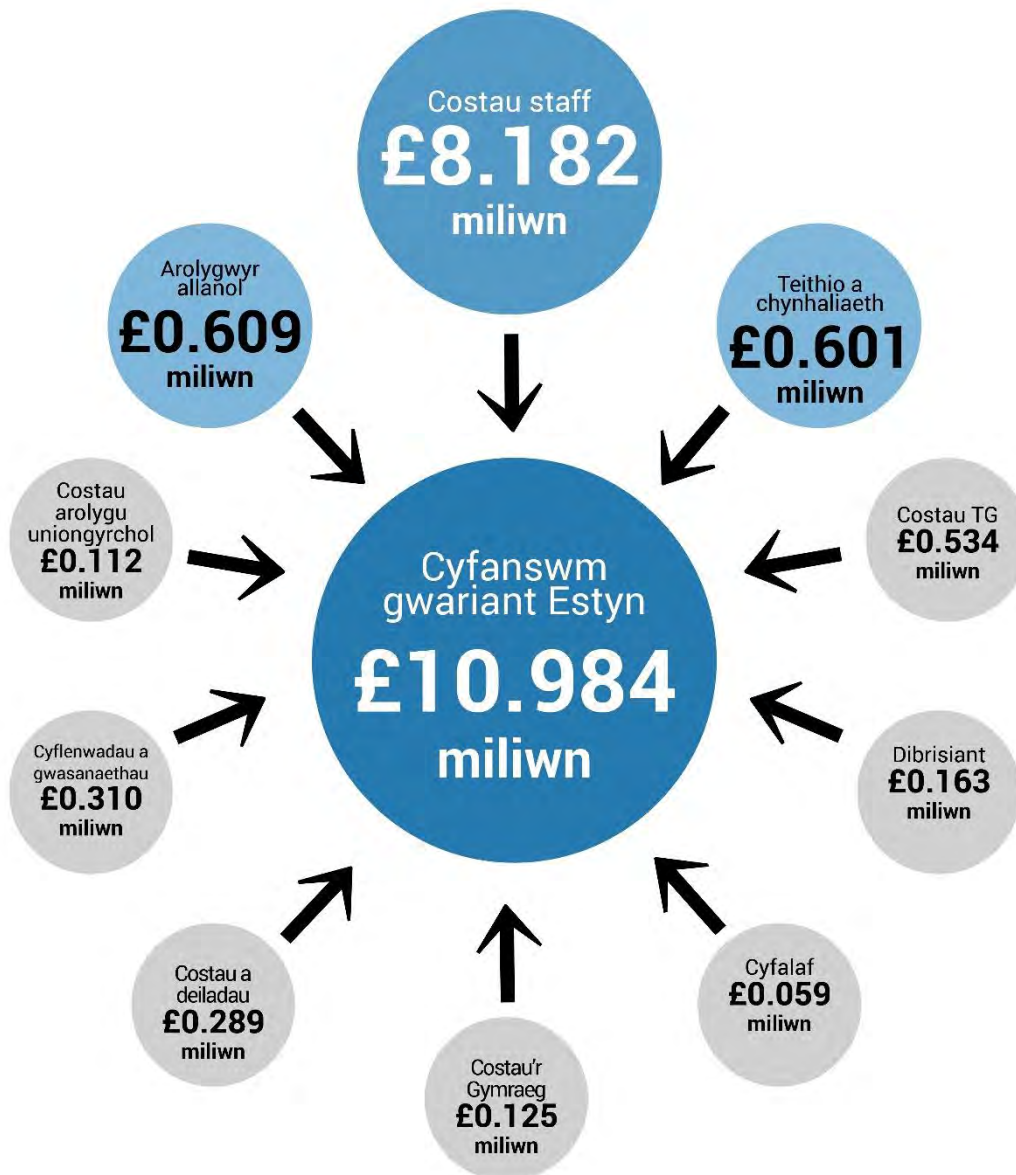 Costau staff
£8.182
miliwn
Arolygwyr
allanol
£0.609
miliwn
Teithio a
chynhaliaeth
£0.601
miliwn
Costau
arolygu
uniongyrchol
£0.112
miliwn
Costau TG
£0.534
miliwn
Cyfanswm
gwariant Estyn
£10.984
miliwn
Cyflenwadau a
gwasanaethau
£0.310
miliwn
Dibrisiant
£0.163
miliwn
Costau a
deiladau
£0.289
miliwn
Cyfalaf
£0.059
miliwn
Costau'r
Gymraeg
£0.125
miliwn